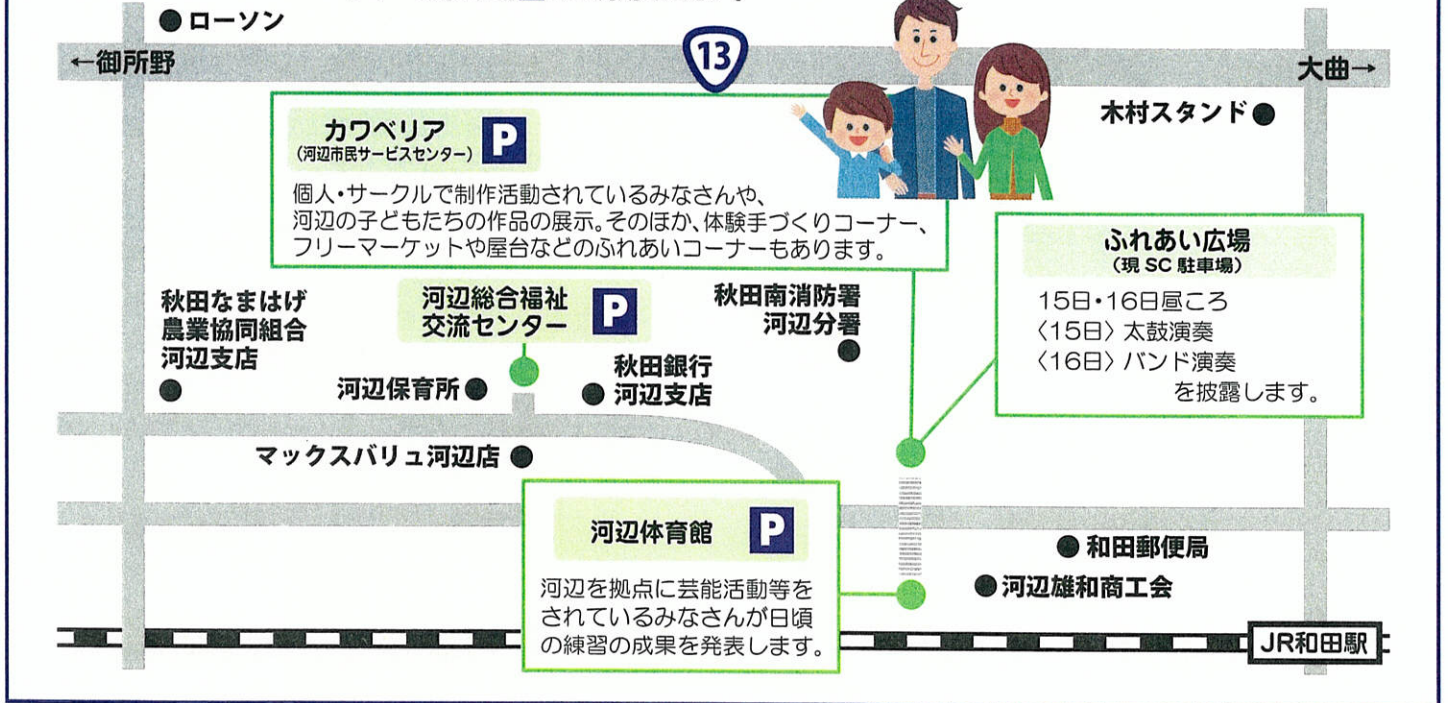 ローソン
←御所野
13
大曲→
木村スタンド
カワベリア
(河辺市民サービスセンター)
P
個人・サークルで制作活動されているみなさんや、
河辺の子どもたちの作品の展示。そのほか、体験手づくりコーナー、
フリーマーケットや屋台などのふれあいコーナーもあります。
ふれあい広場
(現 SC 駐車場)
15日・16日昼ころ
〈15日〉太鼓演奏
〈16日〉バンド演奏
を披露します。
秋田なまはげ
農業協同組合
河辺支店
河辺総合福祉
交流センター
P
秋田南消防署
河辺分署
河辺保育所
秋田銀行
河辺支店
マックスバリュ河辺店
河辺体育館
P
河辺を拠点に芸能活動等を
されているみなさんが日頃
の練習の成果を発表します。
和田郵便局
河辺雄和商工会
JR和田駅